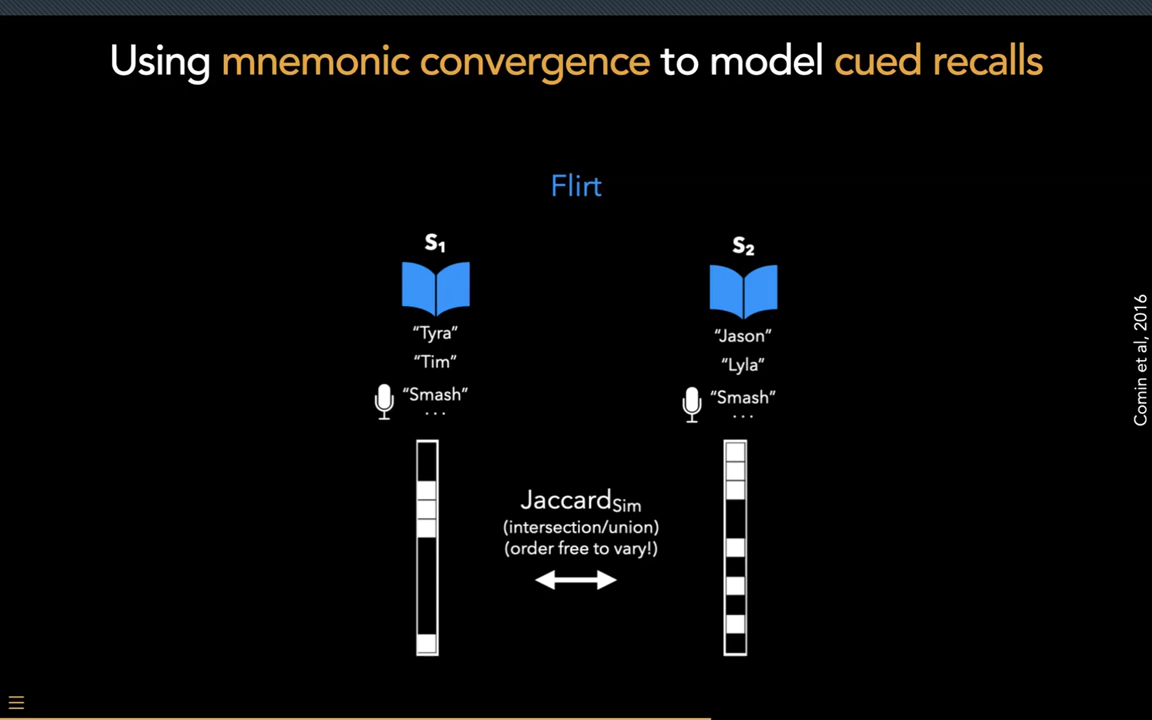 Using mnemonic convergence to model cued recalls
Flirt
S₁
“Tyra”
“Tim”
“Smash”
...
S₂
“Jason”
“Lyla”
“Smash”
...
Jaccard_Sim
(intersection/union)
(order free to vary!)
Comin et al, 2016